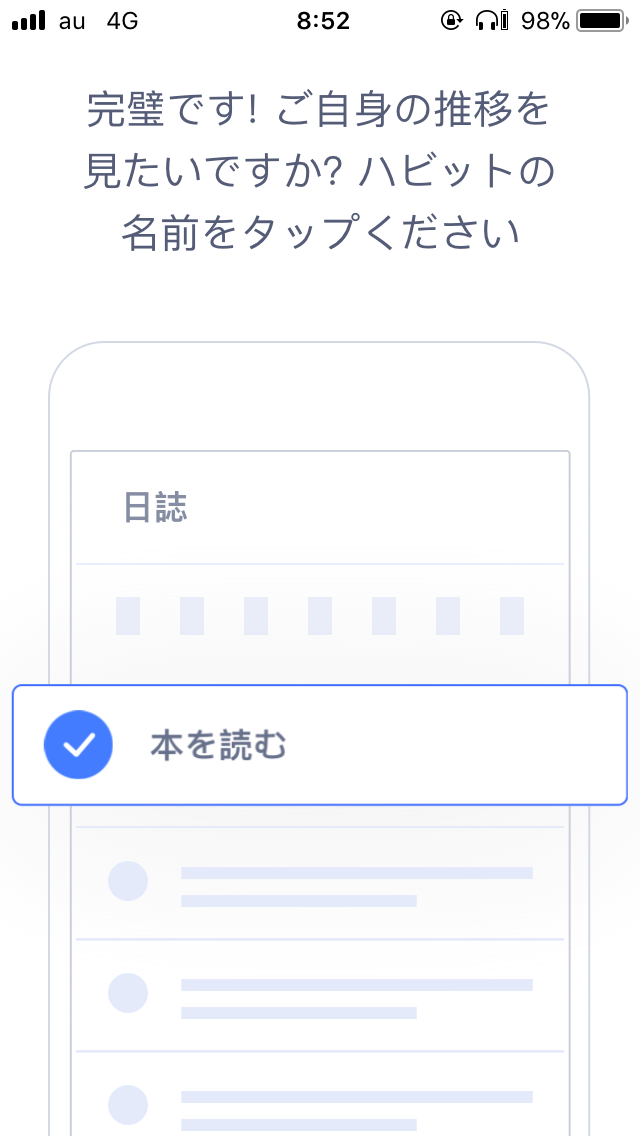 au 4G 8:52 98%
完璧です! ご自身の推移を
見たいですか? ハビットの
名前をタップください
日誌
本を読む